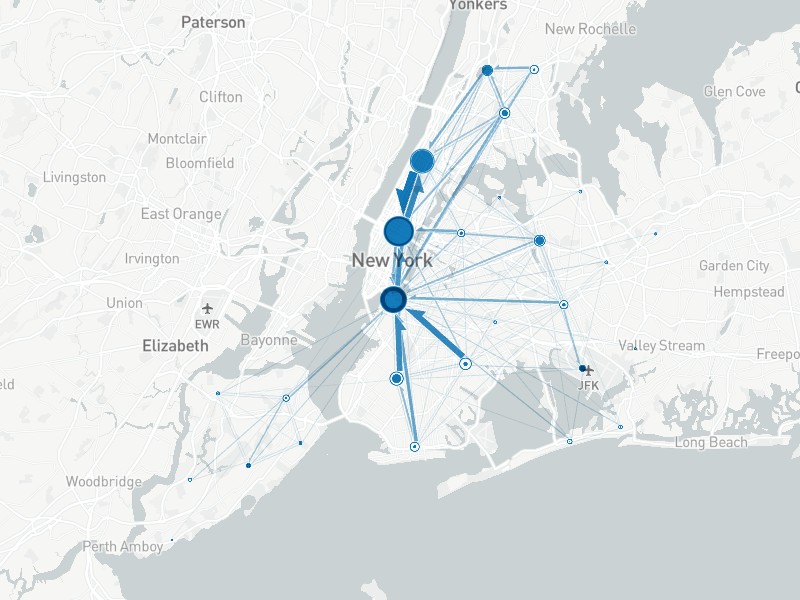 Yonkers
Paterson
New Rochelle
Glen Cove
Clifton
Montclair
Bloomfield
Livingston
East Orange
New York
Irvington
Garden City
Union
Hempstead
EWR
Bayonne
Elizabeth
Valley Stream
Freepo
JFK
Long Beach
Woodbridge
Perth Amboy